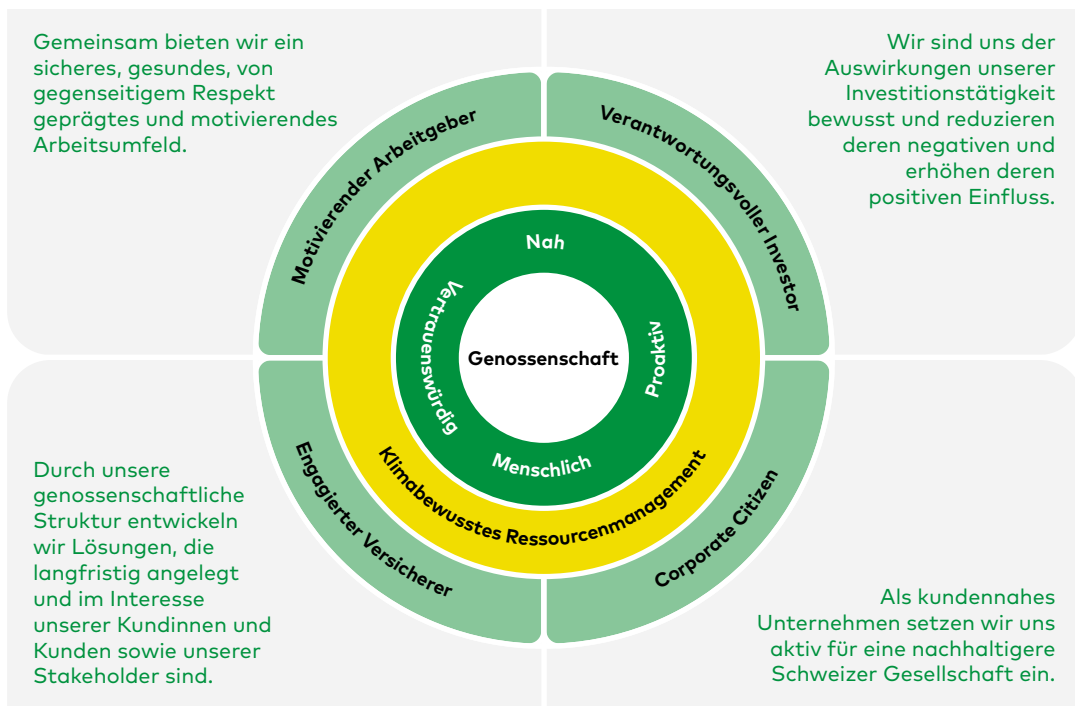 Gemeinsam bieten wir ein
sicheres, gesundes, von
gegenseitigem Respekt
geprägtes und motivierendes
Arbeitsumfeld.
Wir sind uns der
Auswirkungen unserer
Investitionstätigkeit
bewusst und reduzieren
deren negativen und
erhöhen deren
positiven Einfluss.
Motivierender Arbeitgeber
Verantwortungsvoller Investor
Nah
Vertrauenswürdig
Genossenschaft
Proaktiv
Menschlich
Klimabewusstes Ressourcenmanagement
Engagierter Versicherer
Corporate Citizen
Durch unsere
genossenschaftliche
Struktur entwickeln
wir Lösungen, die
langfristig angelegt
und im Interesse
unserer Kundinnen und
Kunden sowie unserer
Stakeholder sind.
Als kundennahes
Unternehmen setzen wir uns
aktiv für eine nachhaltigere
Schweizer Gesellschaft ein.